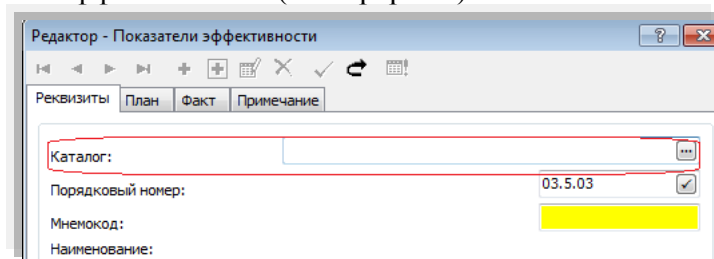 Редактор - Показатели эффективности
Реквизиты План Факт Примечание
Каталог:
Порядковый номер: 03.5.03
Мнемокод:
Наименование: